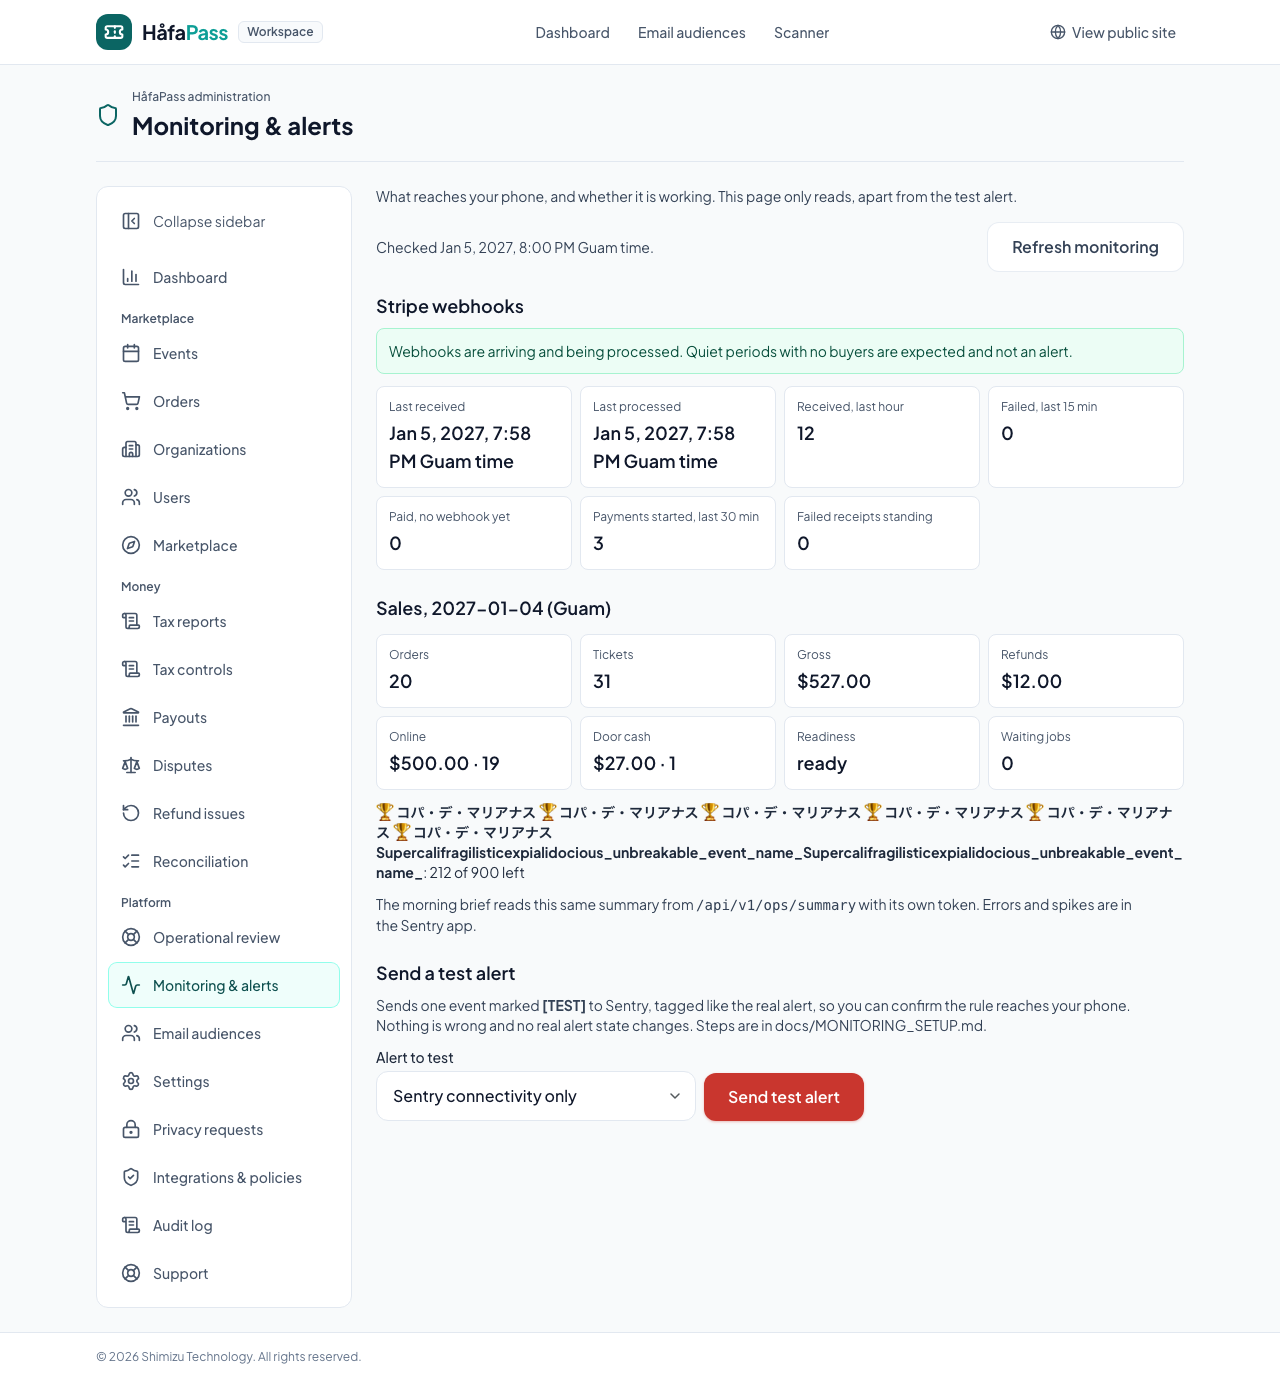 HåfaPass Workspace Dashboard Email audiences Scanner View public site
HåfaPass administration
Monitoring & alerts
Collapse sidebar
Dashboard
Marketplace
Events
Orders
Organizations
Users
Marketplace
Money
Tax reports
Tax controls
Payouts
Disputes
Refund issues
Reconciliation
Platform
Operational review
Monitoring & alerts
Email audiences
Settings
Privacy requests
Integrations & policies
Audit log
Support
What reaches your phone, and whether it is working. This page only reads, apart from the test alert.
Checked Jan 5, 2027, 8:00 PM Guam time.
Refresh monitoring
Stripe webhooks
Webhooks are arriving and being processed. Quiet periods with no buyers are expected and not an alert.
Last received
Jan 5, 2027, 7:58
PM Guam time
Last processed
Jan 5, 2027, 7:58
PM Guam time
Received, last hour
12
Failed, last 15 min
0
Paid, no webhook yet
0
Payments started, last 30 min
3
Failed receipts standing
0
Sales, 2027-01-04 (Guam)
Orders
20
Tickets
31
Gross
$527.00
Refunds
$12.00
Online
$500.00 · 19
Door cash
$27.00 · 1
Readiness
ready
Waiting jobs
0
🏆 コパ・デ・マリアナス 🏆 コパ・デ・マリアナス 🏆 コパ・デ・マリアナス 🏆 コパ・デ・マリアナス 🏆 コパ・デ・マリアナ
ス 🏆 コパ・デ・マリアナス
Supercalifragilisticexpialidocious_unbreakable_event_name_Supercalifragilisticexpialidocious_unbreakable_event_
name_: 212 of 900 left
The morning brief reads this same summary from /api/v1/ops/summary with its own token. Errors and spikes are in
the Sentry app.
Send a test alert
Sends one event marked [TEST] to Sentry, tagged like the real alert, so you can confirm the rule reaches your phone.
Nothing is wrong and no real alert state changes. Steps are in docs/MONITORING_SETUP.md.
Alert to test
Sentry connectivity only
Send test alert
© 2026 Shimizu Technology. All rights reserved.